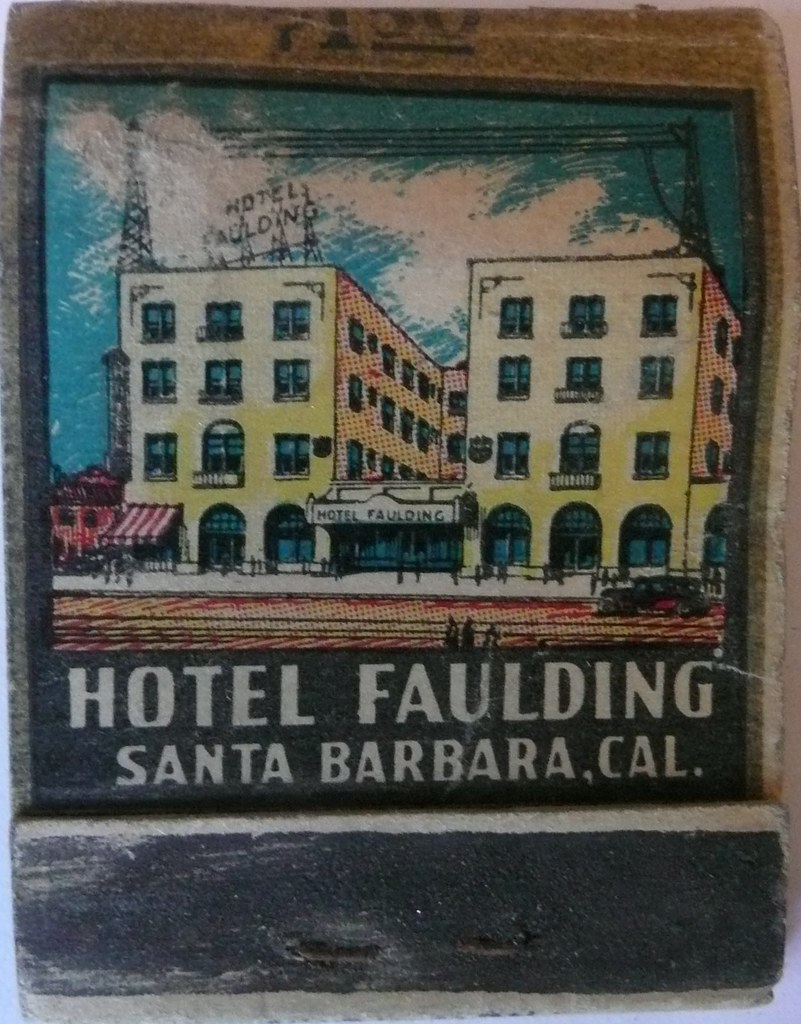 HOTEL
FAULDING
HOTEL FAULDING
HOTEL FAULDING
SANTA BARBARA, CAL.